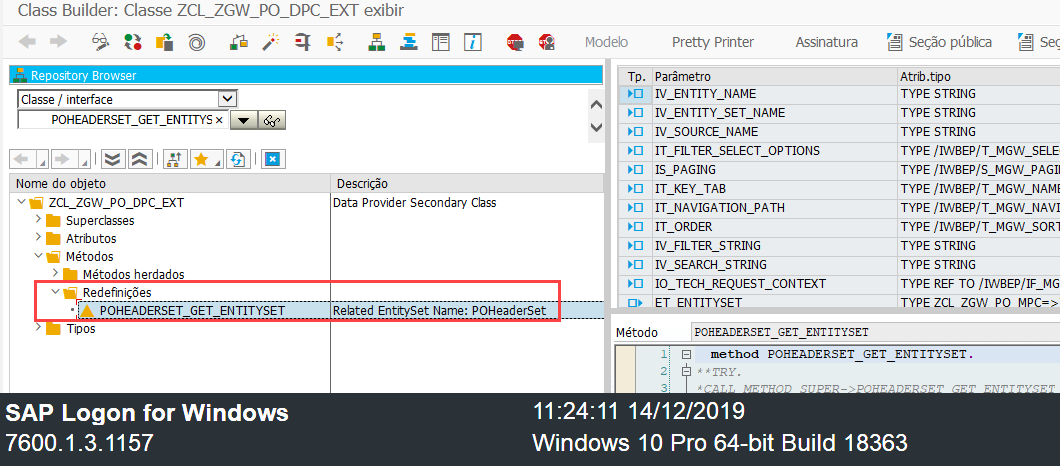 Class Builder: Classe ZCL_ZGW_PO_DPC_EXT exibir
Modelo Pretty Printer Assinatura Seção pública Seç
Repository Browser
Classe / interface
POHEADERSET_GET_ENTITYS
Nome do objeto Descrição
ZCL_ZGW_PO_DPC_EXT Data Provider Secondary Class
Superclasses
Atributos
Métodos
Métodos herdados
Redefinições
POHEADERSET_GET_ENTITYSET Related EntitySet Name: POHeaderSet
Tipos
Tp. Parâmetro Atrib.tipo
IV_ENTITY_NAME TYPE STRING
IV_ENTITY_SET_NAME TYPE STRING
IV_SOURCE_NAME TYPE STRING
IT_FILTER_SELECT_OPTIONS TYPE /IWBEP/T_MGW_SELEC
IS_PAGING TYPE /IWBEP/S_MGW_PAGIN
IT_KEY_TAB TYPE /IWBEP/T_MGW_NAME
IT_NAVIGATION_PATH TYPE /IWBEP/T_MGW_NAVI
IT_ORDER TYPE /IWBEP/T_MGW_SORT
IV_FILTER_STRING TYPE STRING
IV_SEARCH_STRING TYPE STRING
IO_TECH_REQUEST_CONTEXT TYPE REF TO /IWBEP/IF_MG
ET_ENTITYSET TYPE ZCL_ZGW_PO_MPC=>
Método POHEADERSET_GET_ENTITYSET
1 method POHEADERSET_GET_ENTITYSET.
2 **TRY.
3 *CALL METHOD SUPER->POHEADERSET_GET_ENTITYSET
SAP Logon for Windows
7600.1.3.1157
11:24:11 14/12/2019
Windows 10 Pro 64-bit Build 18363